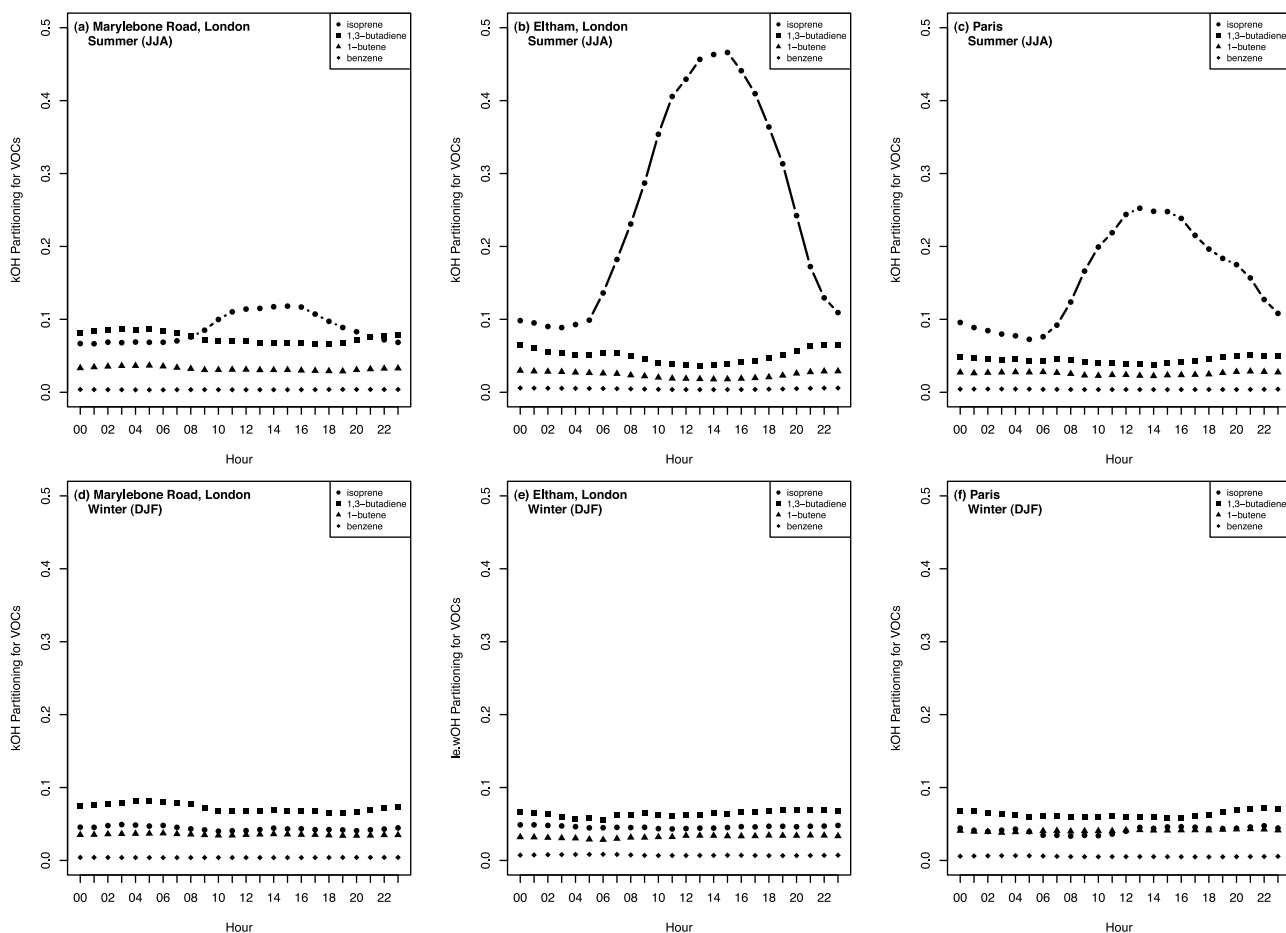 (a) Marylebone Road, London
Summer (JJA)
isoprene
1,3−butadiene
1−butene
benzene
kOH Partitioning for VOCs
0.0
0.1
0.2
0.3
0.4
0.5
00 02 04 06 08 10 12 14 16 18 20 22
Hour
(b) Eltham, London
Summer (JJA)
isoprene
1,3−butadiene
1−butene
benzene
kOH Partitioning for VOCs
0.0
0.1
0.2
0.3
0.4
0.5
00 02 04 06 08 10 12 14 16 18 20 22
Hour
(c) Paris
Summer (JJA)
isoprene
1,3−butadiene
1−butene
benzene
kOH Partitioning for VOCs
0.0
0.1
0.2
0.3
0.4
0.5
00 02 04 06 08 10 12 14 16 18 20 22
Hour
(d) Marylebone Road, London
Winter (DJF)
isoprene
1,3−butadiene
1−butene
benzene
kOH Partitioning for VOCs
0.0
0.1
0.2
0.3
0.4
0.5
00 02 04 06 08 10 12 14 16 18 20 22
Hour
(e) Eltham, London
Winter (DJF)
isoprene
1,3−butadiene
1−butene
benzene
le.wOH Partitioning for VOCs
0.0
0.1
0.2
0.3
0.4
0.5
00 02 04 06 08 10 12 14 16 18 20 22
Hour
(f) Paris
Winter (DJF)
isoprene
1,3−butadiene
1−butene
benzene
kOH Partitioning for VOCs
0.0
0.1
0.2
0.3
0.4
0.5
00 02 04 06 08 10 12 14 16 18 20 22
Hour